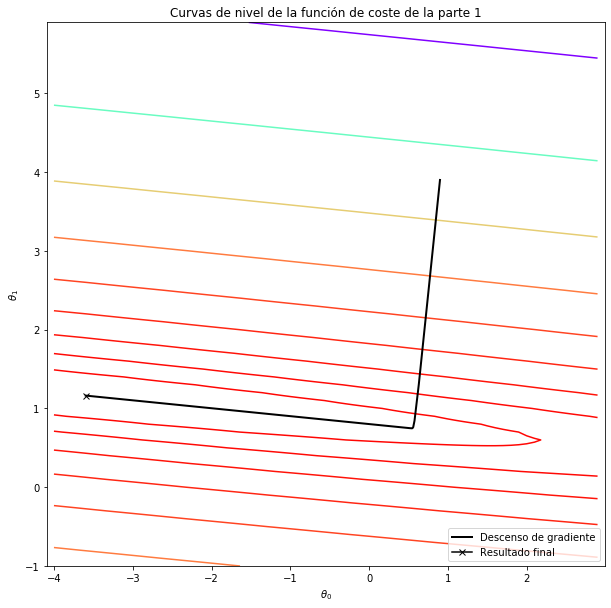 Curvas de nivel de la función de coste de la parte 1
θ₁
5
4
3
2
1
0
−1
−4
−3
−2
−1
0
1
2
θ₀
Descenso de gradiente
Resultado final